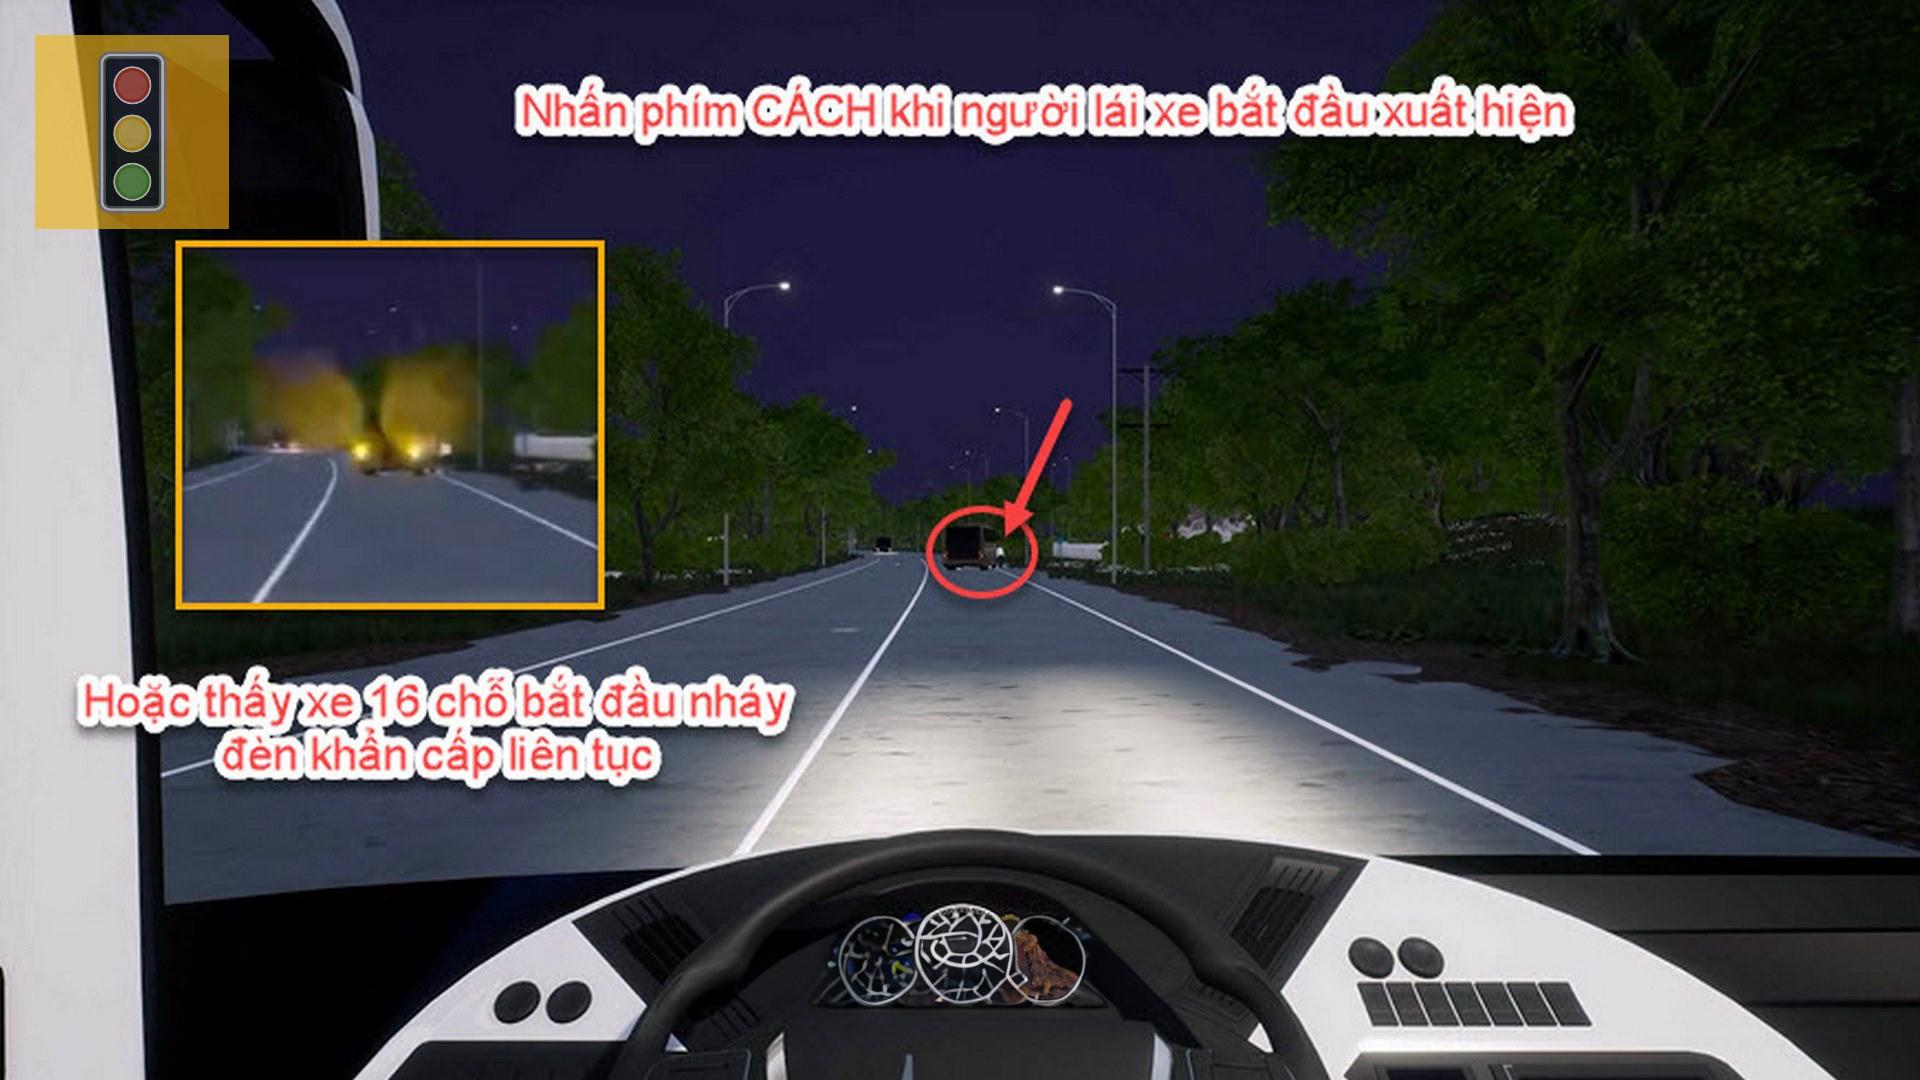 Nhấn phím CÁCH khi người lái xe bắt đầu xuất hiện
Hoặc thấy xe 16 chỗ bắt đầu nháy
đèn khẩn cấp liên tục